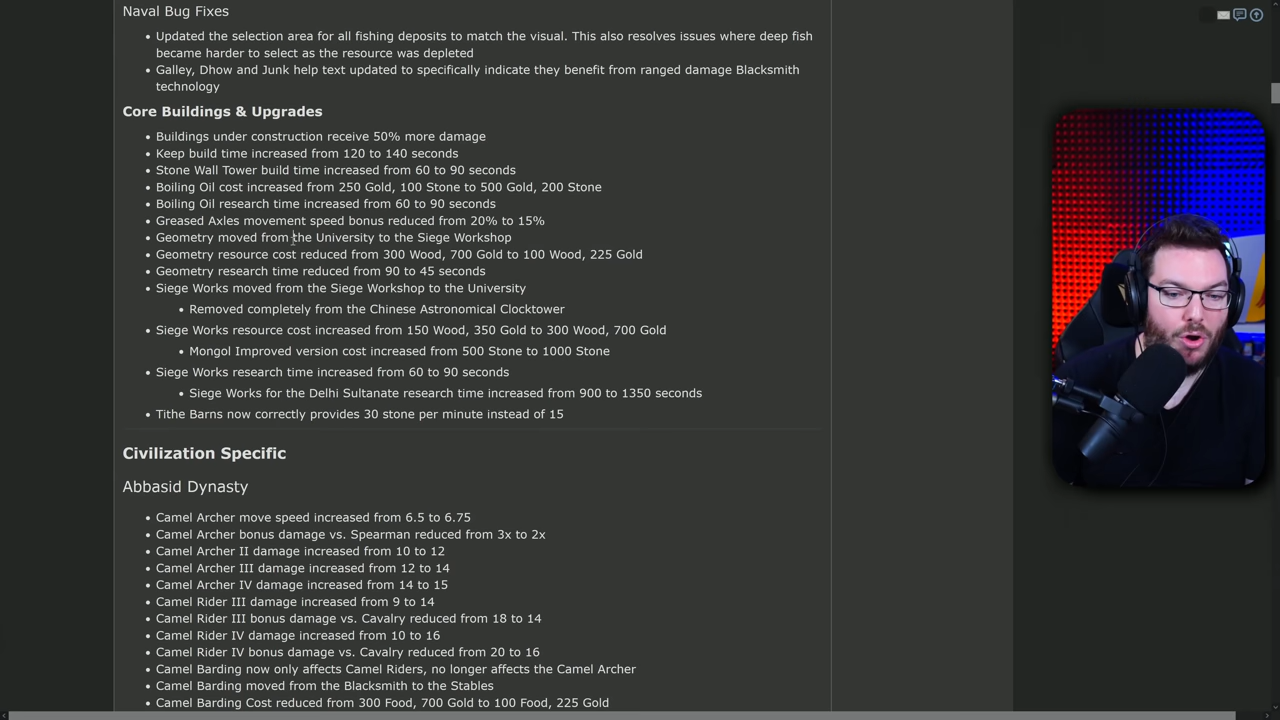 Naval Bug Fixes
Updated the selection area for all fishing deposits to match the visual. This also resolves issues where deep fish
became harder to select as the resource was depleted
Galley, Dhow and Junk help text updated to specifically indicate they benefit from ranged damage Blacksmith
technology
Core Buildings & Upgrades
Buildings under construction receive 50% more damage
Keep build time increased from 120 to 140 seconds
Stone Wall Tower build time increased from 60 to 90 seconds
Boiling Oil cost increased from 250 Gold, 100 Stone to 500 Gold, 200 Stone
Boiling Oil research time increased from 60 to 90 seconds
Greased Axles movement speed bonus reduced from 20% to 15%
Geometry moved from the University to the Siege Workshop
Geometry resource cost reduced from 300 Wood, 700 Gold to 100 Wood, 225 Gold
Geometry research time reduced from 90 to 45 seconds
Siege Works moved from the Siege Workshop to the University
Removed completely from the Chinese Astronomical Clocktower
Siege Works resource cost increased from 150 Wood, 350 Gold to 300 Wood, 700 Gold
Mongol Improved version cost increased from 500 Stone to 1000 Stone
Siege Works research time increased from 60 to 90 seconds
Siege Works for the Delhi Sultanate research time increased from 900 to 1350 seconds
Tithe Barns now correctly provides 30 stone per minute instead of 15
Civilization Specific
Abbasid Dynasty
Camel Archer move speed increased from 6.5 to 6.75
Camel Archer bonus damage vs. Spearman reduced from 3x to 2x
Camel Archer II damage increased from 10 to 12
Camel Archer III damage increased from 12 to 14
Camel Archer IV damage increased from 14 to 15
Camel Rider III damage increased from 9 to 14
Camel Rider III bonus damage vs. Cavalry reduced from 18 to 14
Camel Rider IV damage increased from 10 to 16
Camel Rider IV bonus damage vs. Cavalry reduced from 20 to 16
Camel Barding now only affects Camel Riders, no longer affects the Camel Archer
Camel Barding moved from the Blacksmith to the Stables
Camel Barding Cost reduced from 300 Food, 700 Gold to 100 Food, 225 Gold